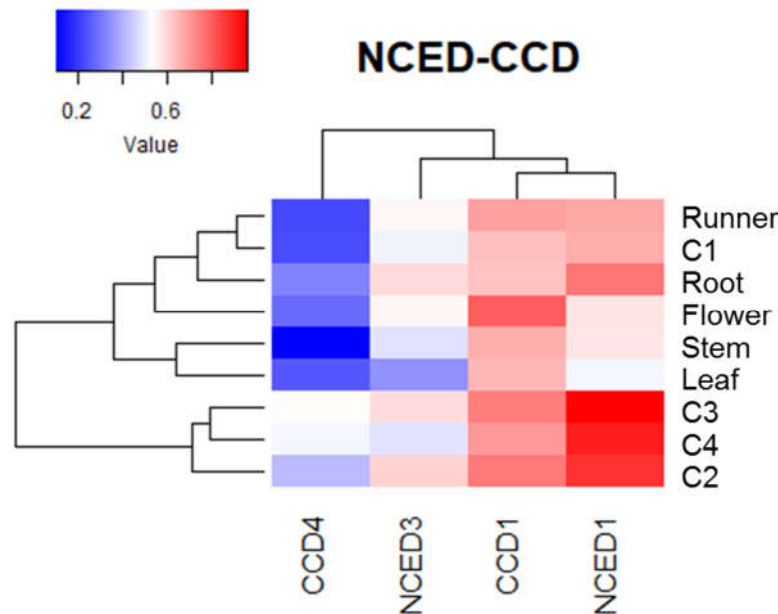 NCED-CCD
0.2 0.6
Value
Runner
C1
Root
Flower
Stem
Leaf
C3
C4
C2
CCD4 NCED3 CCD1 NCED1